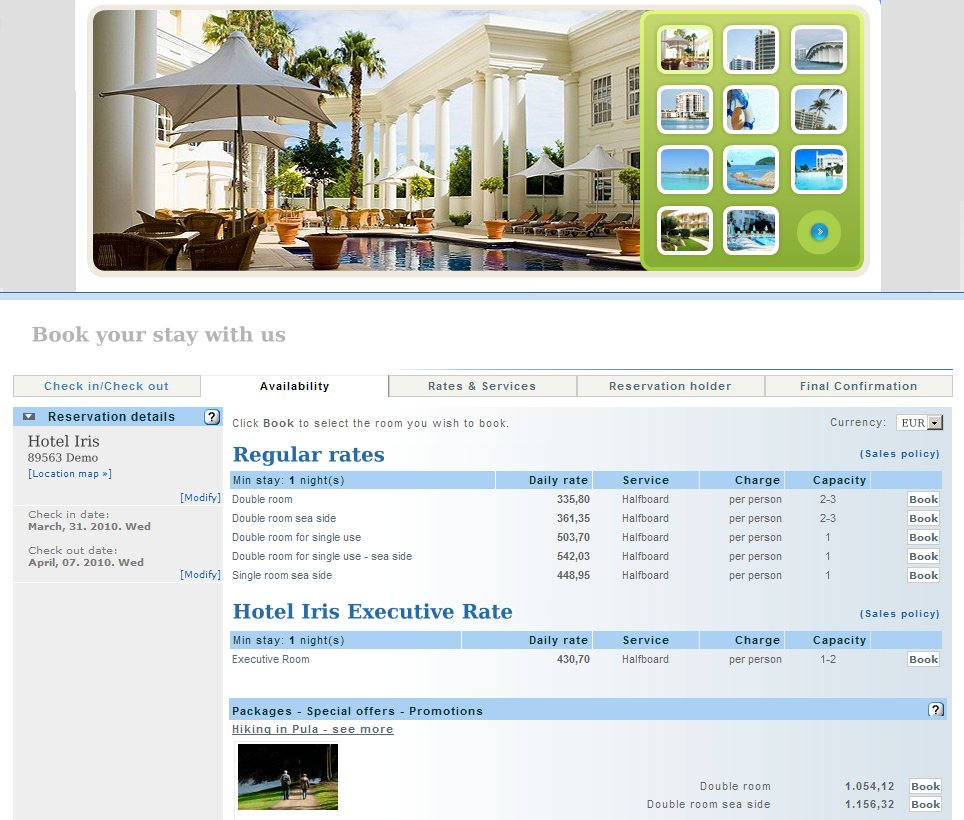 Book your stay with us
Check in/Check out
Availability
Rates & Services
Reservation holder
Final Confirmation
Reservation details ?
Hotel Iris
89563 Demo
[Location map »]
[Modify]
Check in date:
March, 31. 2010. Wed
Check out date:
April, 07. 2010. Wed
[Modify]
Click Book to select the room you wish to book.
Currency: EUR
Regular rates
(Sales policy)
Min stay: 1 night(s) Daily rate Service Charge Capacity
Double room 335,80 Halfboard per person 2-3 Book
Double room sea side 361,35 Halfboard per person 2-3 Book
Double room for single use 503,70 Halfboard per person 1 Book
Double room for single use - sea side 542,03 Halfboard per person 1 Book
Single room sea side 448,95 Halfboard per person 1 Book
Hotel Iris Executive Rate
(Sales policy)
Min stay: 1 night(s) Daily rate Service Charge Capacity
Executive Room 430,70 Halfboard per person 1-2 Book
Packages - Special offers - Promotions ?
Hiking in Pula - see more
Double room 1.054,12 Book
Double room sea side 1.156,32 Book